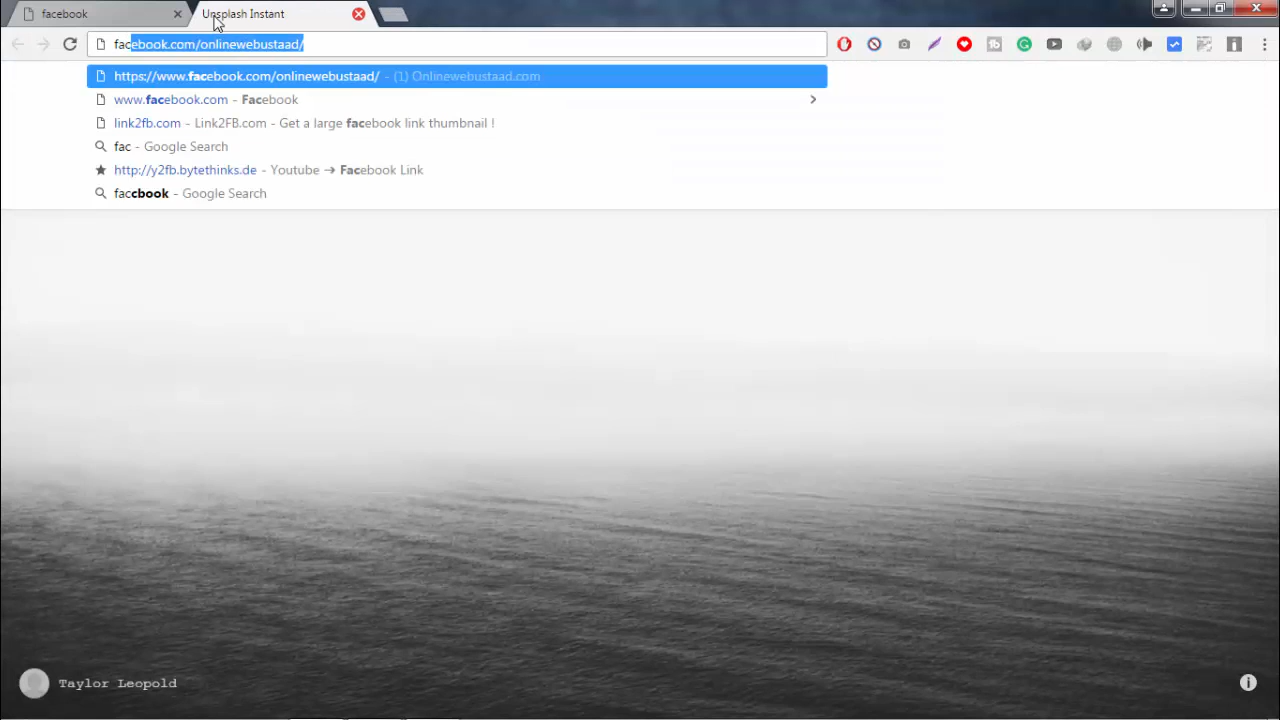 facebook
Unsplash Instant
facebook.com/onlinewebustaad/
https://www.facebook.com/onlinewebustaad/ - (1) Onlinewebustaad.com
www.facebook.com - Facebook
link2fb.com - Link2FB.com - Get a large facebook link thumbnail !
fac - Google Search
http://y2fb.bytethinks.de - Youtube → Facebook Link
faccbook - Google Search
Taylor Leopold